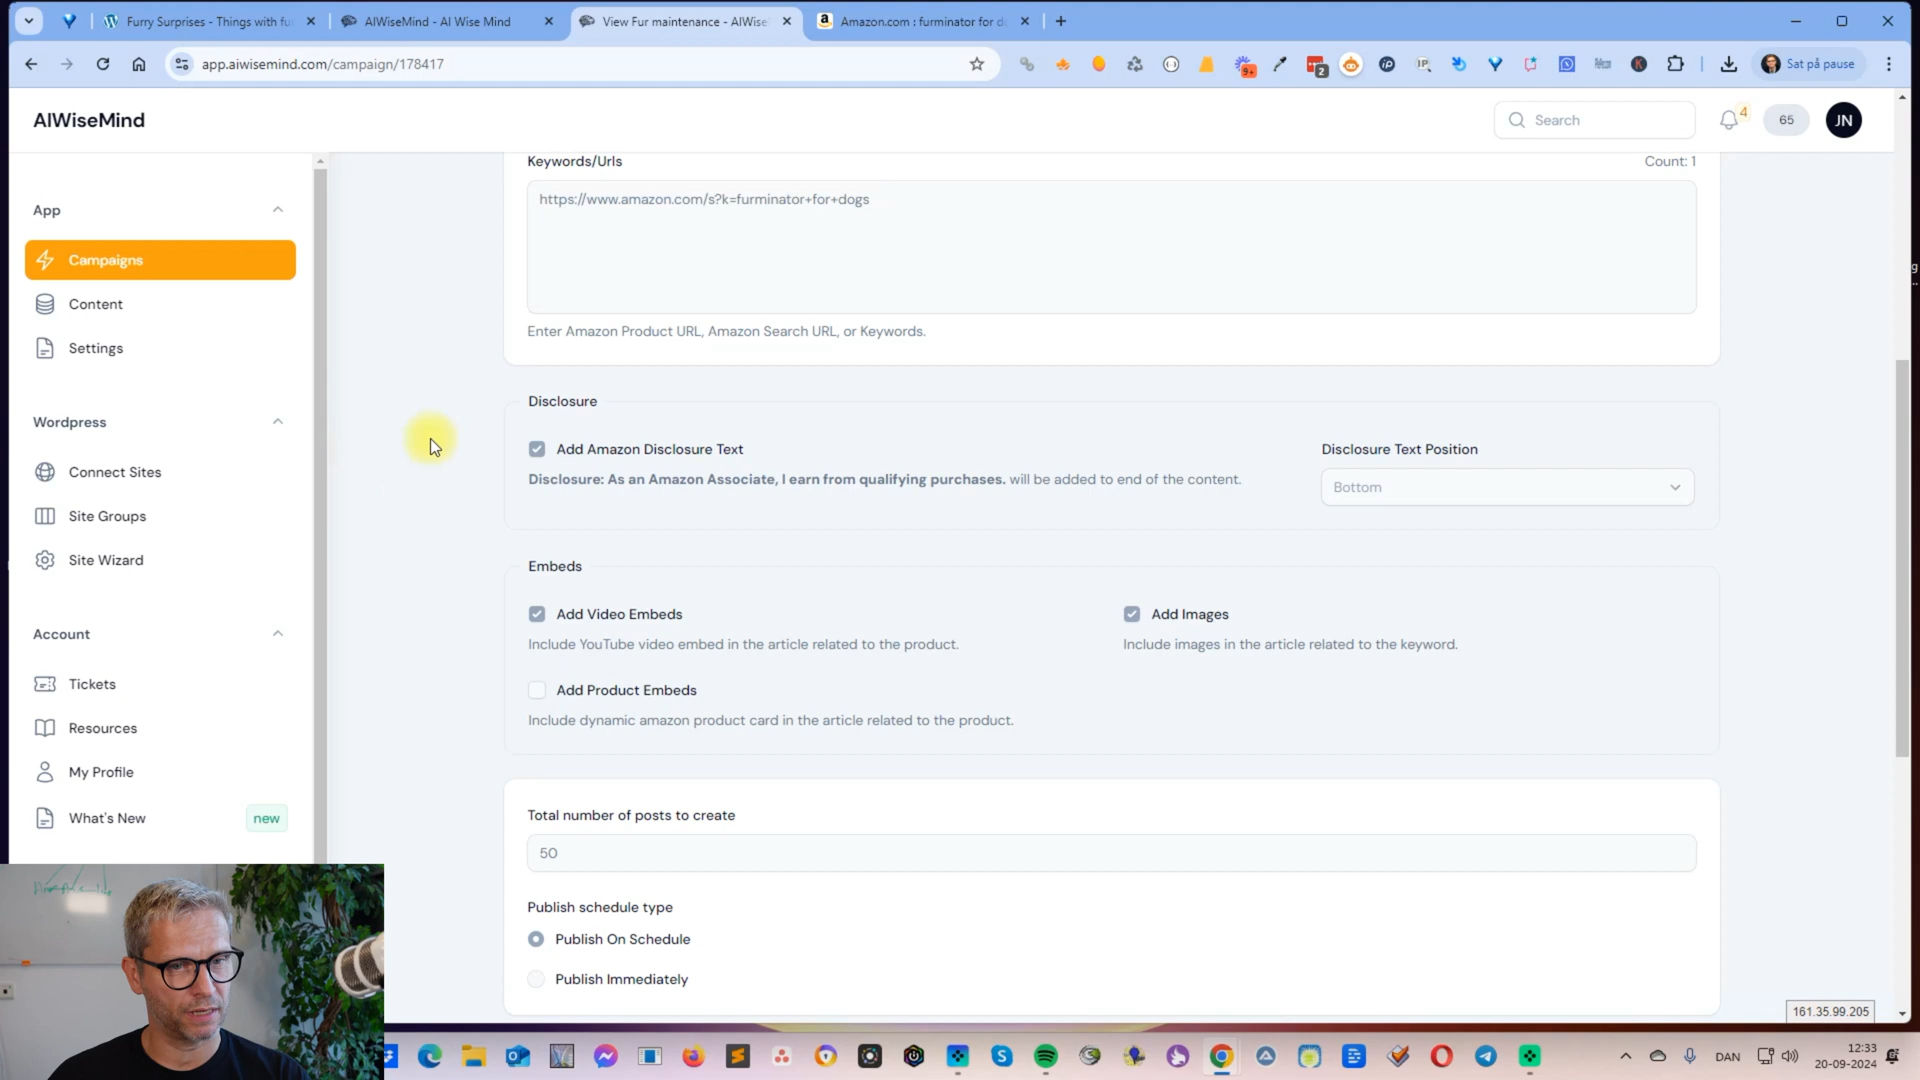 Furry Surprises - Things with fu
AIWiseMind - AI Wise Mind
View Fur maintenance - AIWise
Amazon.com : furminator for d
app.aiwisemind.com/campaign/178417
9+
2
Sat på pause
AIWiseMind
Search
4
65
JN
App
Campaigns
Content
Settings
Wordpress
Connect Sites
Site Groups
Site Wizard
Account
Tickets
Resources
My Profile
What's New
new
Keywords/Urls
Count: 1
https://www.amazon.com/s?k=furminator+for+dogs
Enter Amazon Product URL, Amazon Search URL, or Keywords.
Disclosure
Add Amazon Disclosure Text
Disclosure: As an Amazon Associate, I earn from qualifying purchases. will be added to end of the content.
Disclosure Text Position
Bottom
Embeds
Add Video Embeds
Include YouTube video embed in the article related to the product.
Add Images
Include images in the article related to the keyword.
Add Product Embeds
Include dynamic amazon product card in the article related to the product.
Total number of posts to create
50
Publish schedule type
Publish On Schedule
Publish Immediately
161.35.99.205
DAN
12:33
20-09-2024